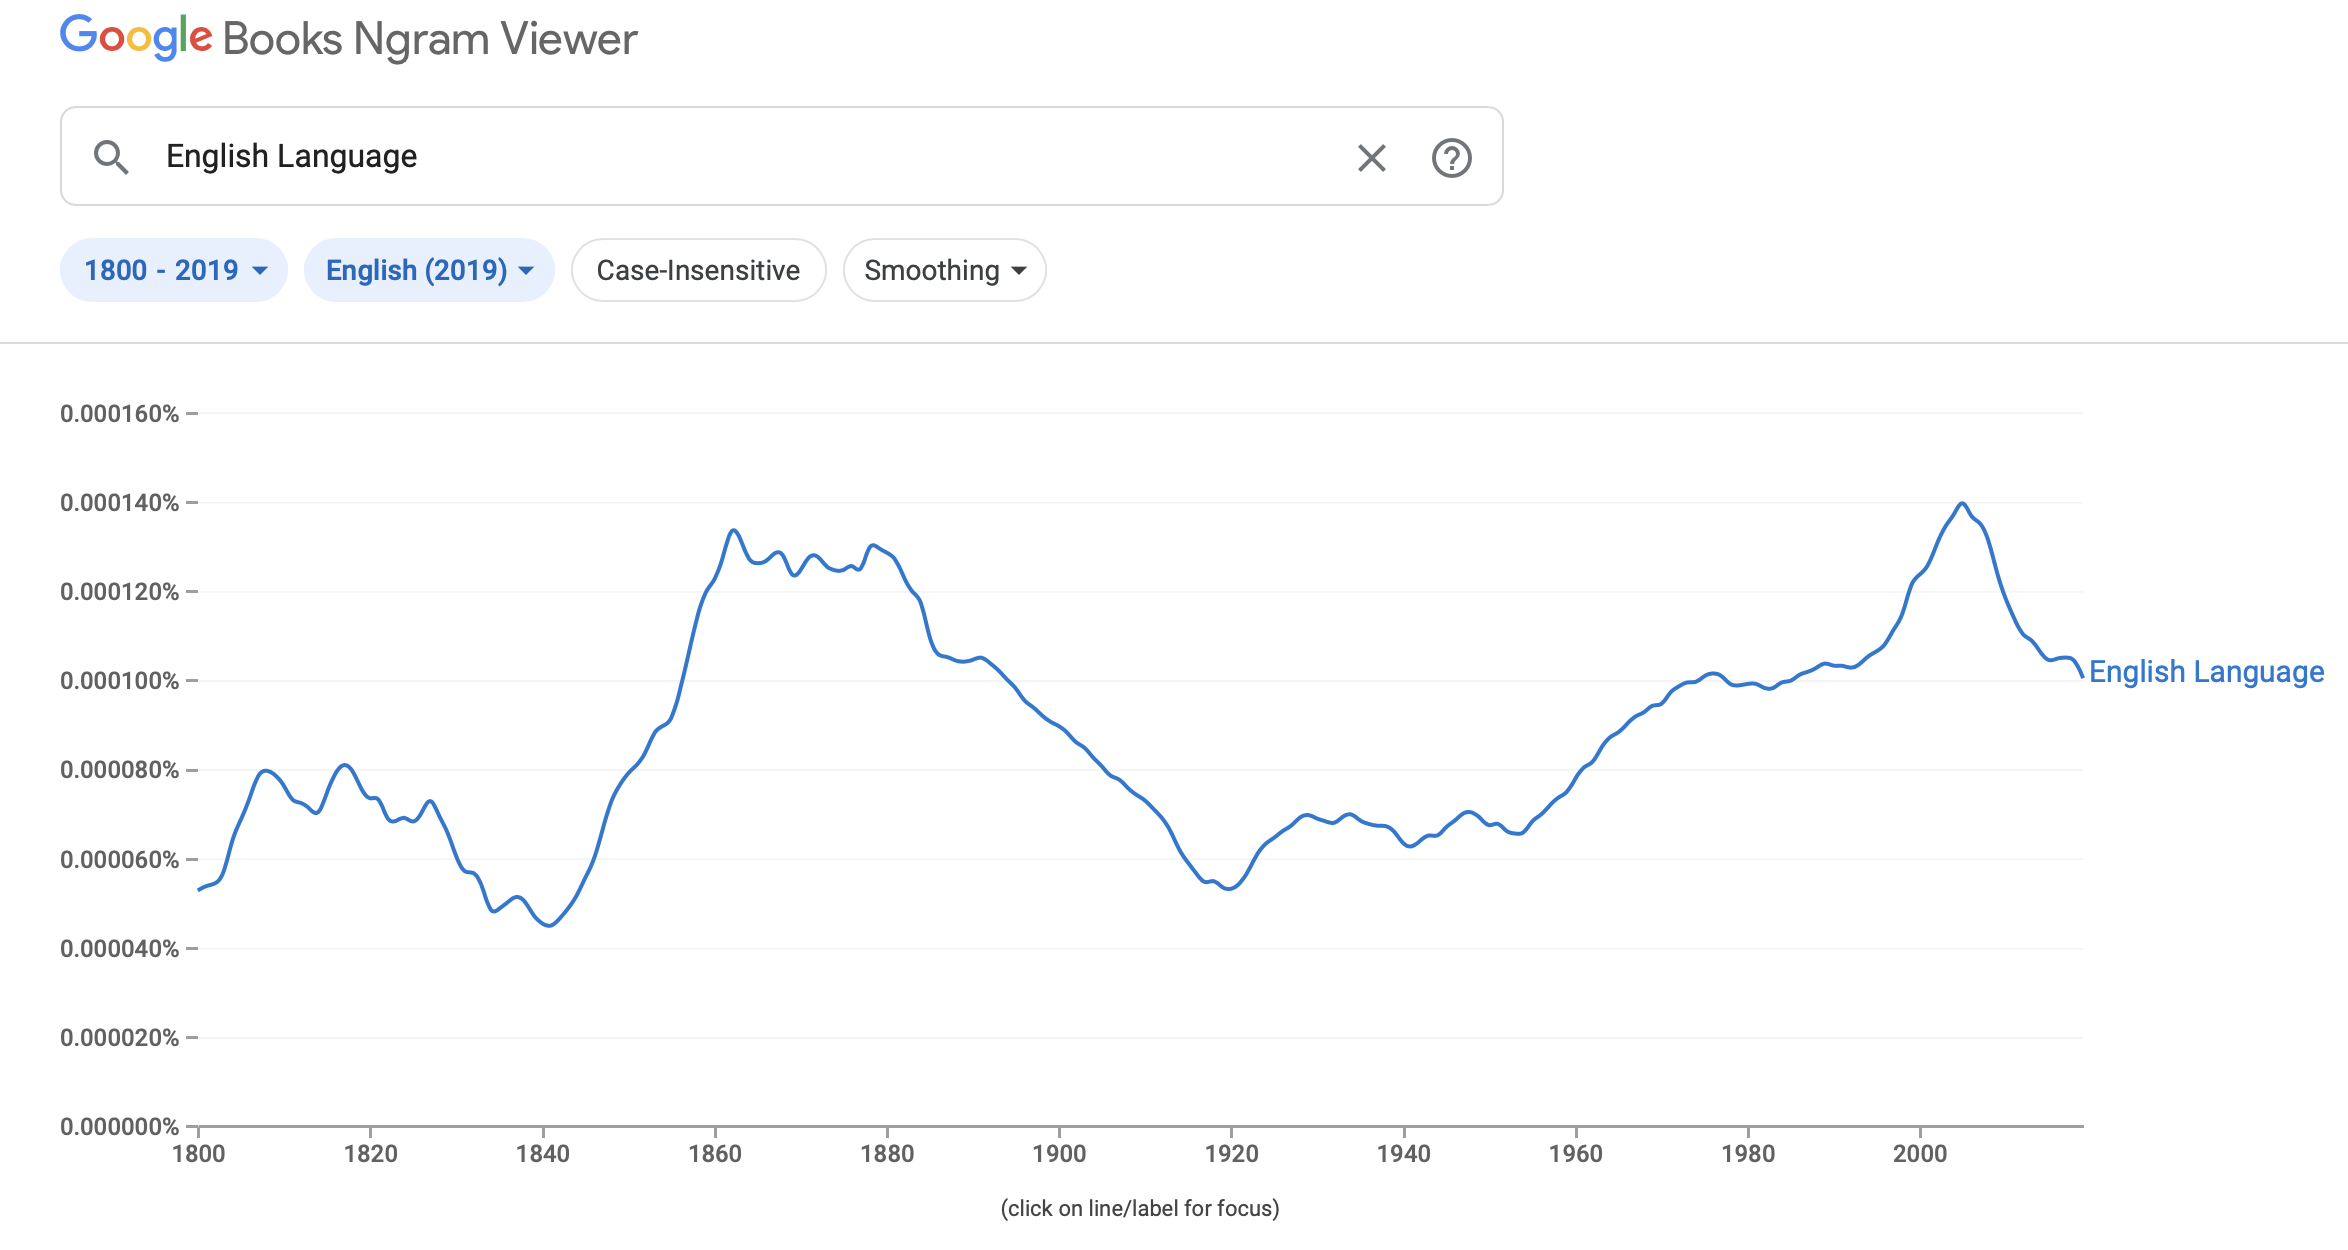 Google Books Ngram Viewer
English Language
1800 - 2019
English (2019)
Case-Insensitive
Smoothing
0.000160%
0.000140%
0.000120%
0.000100%
0.000080%
0.000060%
0.000040%
0.000020%
0.000000%
English Language
1800 1820 1840 1860 1880 1900 1920 1940 1960 1980 2000
(click on line/label for focus)